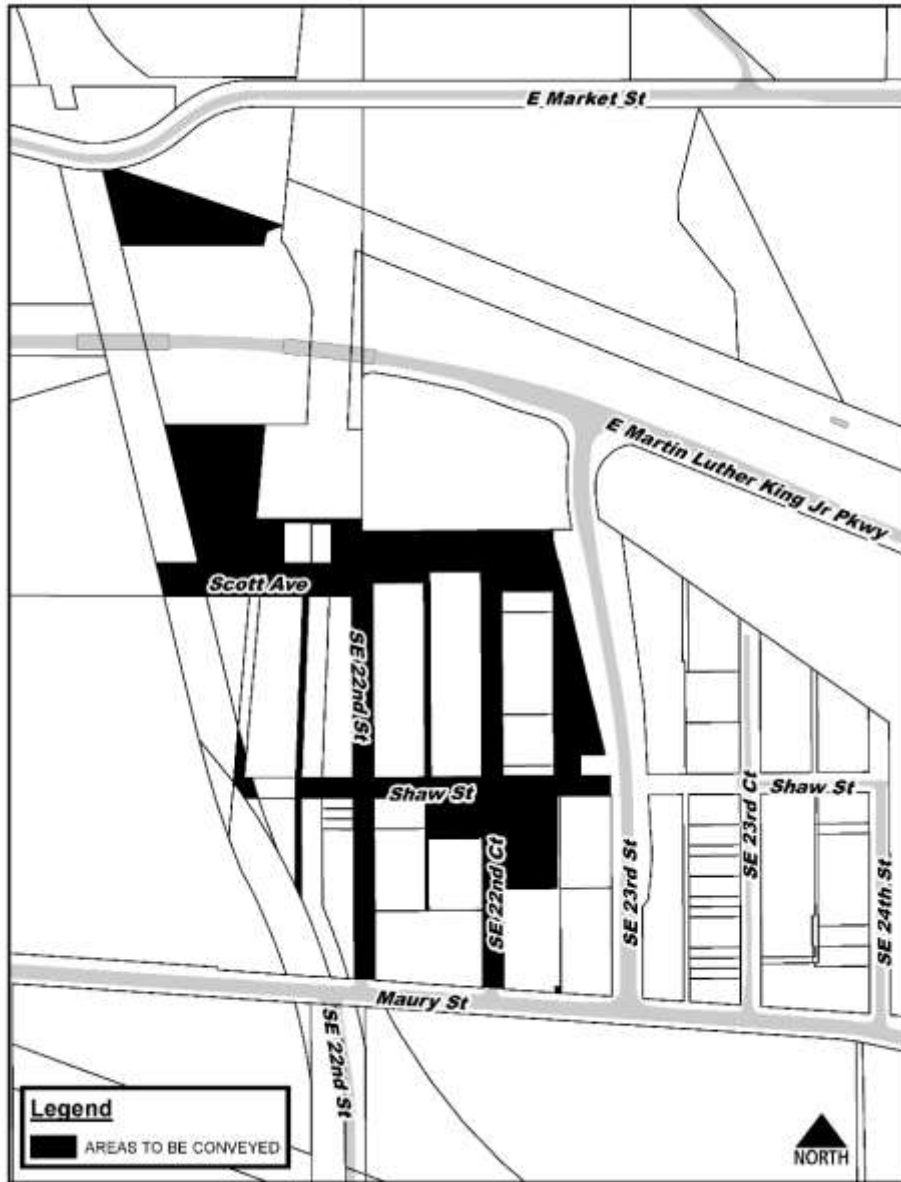 E Market St
E Martin Luther King Jr Pkwy
Scott Ave
SE 22nd St
Shaw St
Shaw St
SE 22nd Ct
SE 23rd St
SE 23rd Ct
SE 24th St
Maury St
SE 22nd St
Legend
AREAS TO BE CONVEYED
NORTH